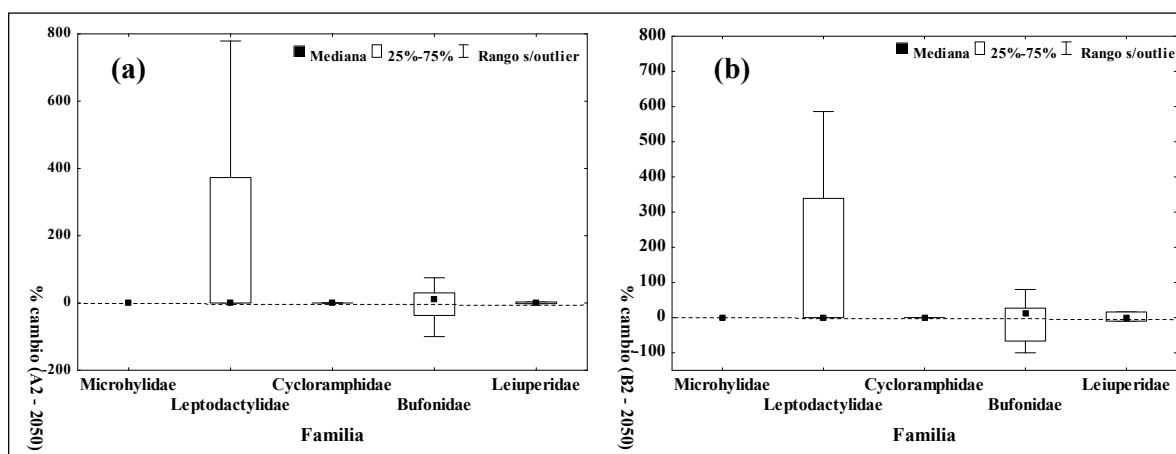 (a)
Mediana 25%-75% Rango s/outlier
800
600
400
200
0
-200
% cambio (A2 - 2050)
Microhylidae Cycloramphidae Leiuperidae
Leptodactylidae Bufonidae
Familia
(b)
Mediana 25%-75% Rango s/outlier
800
700
600
500
400
300
200
100
0
-100
% cambio (B2 - 2050)
Microhylidae Cycloramphidae Leiuperidae
Leptodactylidae Bufonidae
Familia